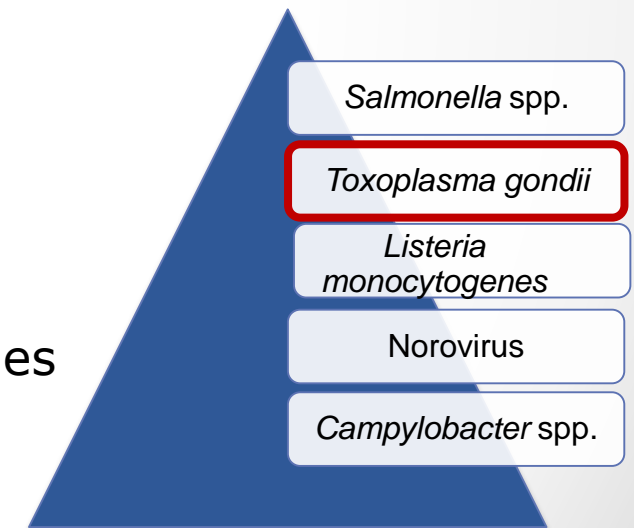 Salmonella spp.
Toxoplasma gondii
Listeria
monocytogenes
Norovirus
es
Campylobacter spp.